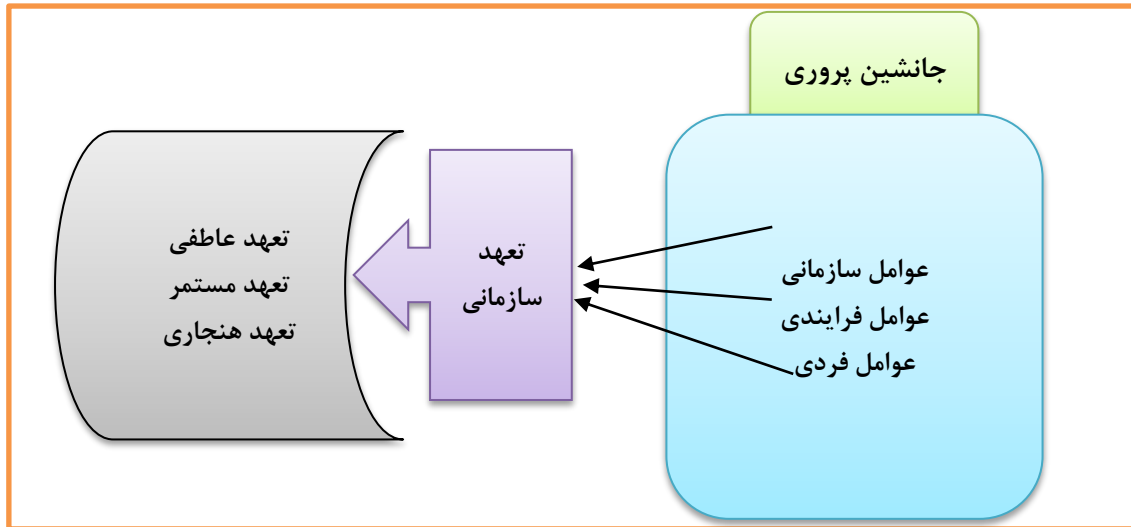 جانشین پروری
عوامل سازمانی
عوامل فرایندی
عوامل فردی
تعهد
سازمانی
تعهد عاطفی
تعهد مستمر
تعهد هنجاری